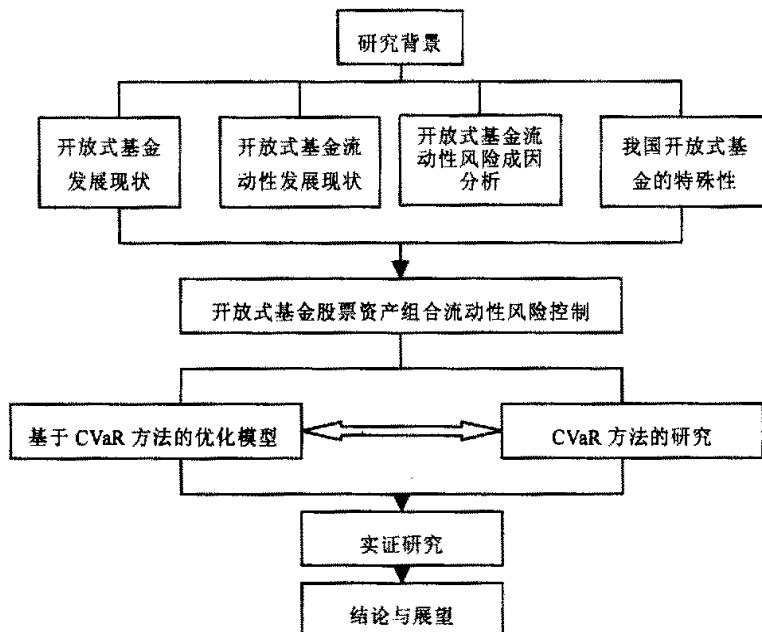 研究背景
开放式基金
发展现状
开放式基金流
动性发展现状
开放式基金流
动性风险成因
分析
我国开放式基
金的特殊性
开放式基金股票资产组合流动性风险控制
基于 CVaR 方法的优化模型
CVaR 方法的研究
实证研究
结论与展望